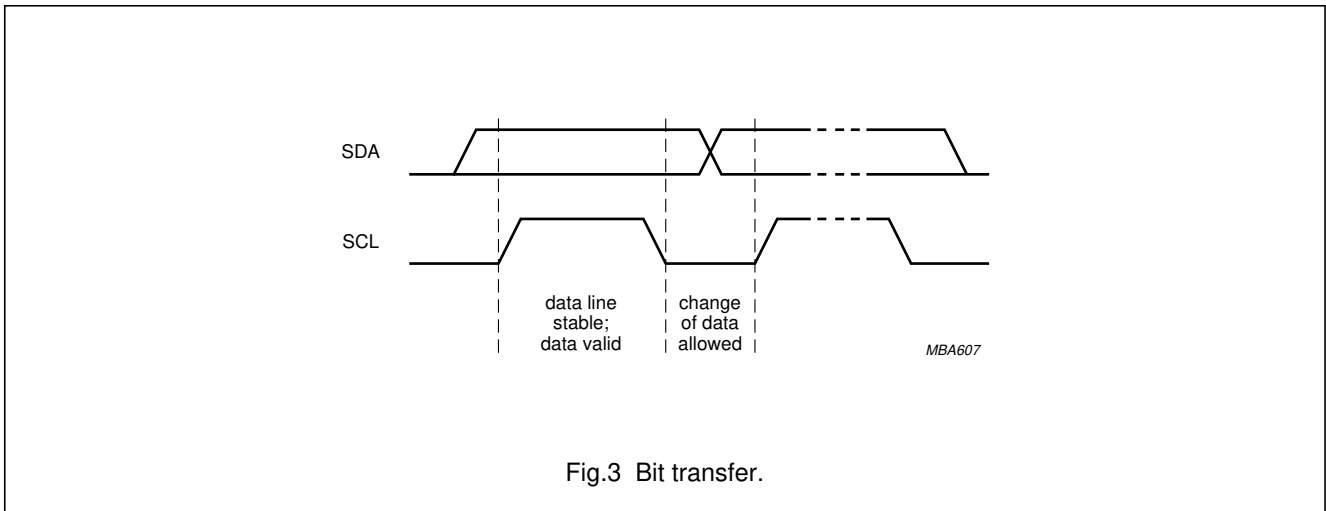 SDA
SCL
data line
stable;
data valid
change
of data
allowed
MBA607
Fig.3 Bit transfer.